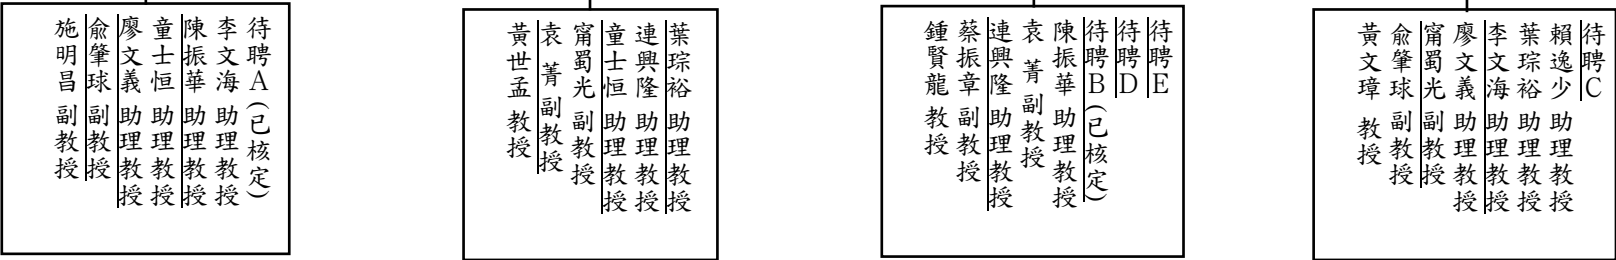 待聘A(已核定)
李文海 助理教授
陳振華 助理教授
童士恒 助理教授
廖文義 助理教授
俞肇球 副教授
施明昌 副教授
葉琮裕 助理教授
連興隆 助理教授
童士恒 助理教授
甯蜀光 副教授
袁 菁 副教授
黃世孟 教授
待聘E
待聘D
待聘B(已核定)
陳振華 助理教授
袁 菁 副教授
連興隆 助理教授
蔡振章 副教授
鍾賢龍 教授
待聘C
賴逸少 助理教授
葉琮裕 助理教授
李文海 助理教授
廖文義 助理教授
甯蜀光 副教授
俞肇球 副教授
黃文璋 教授